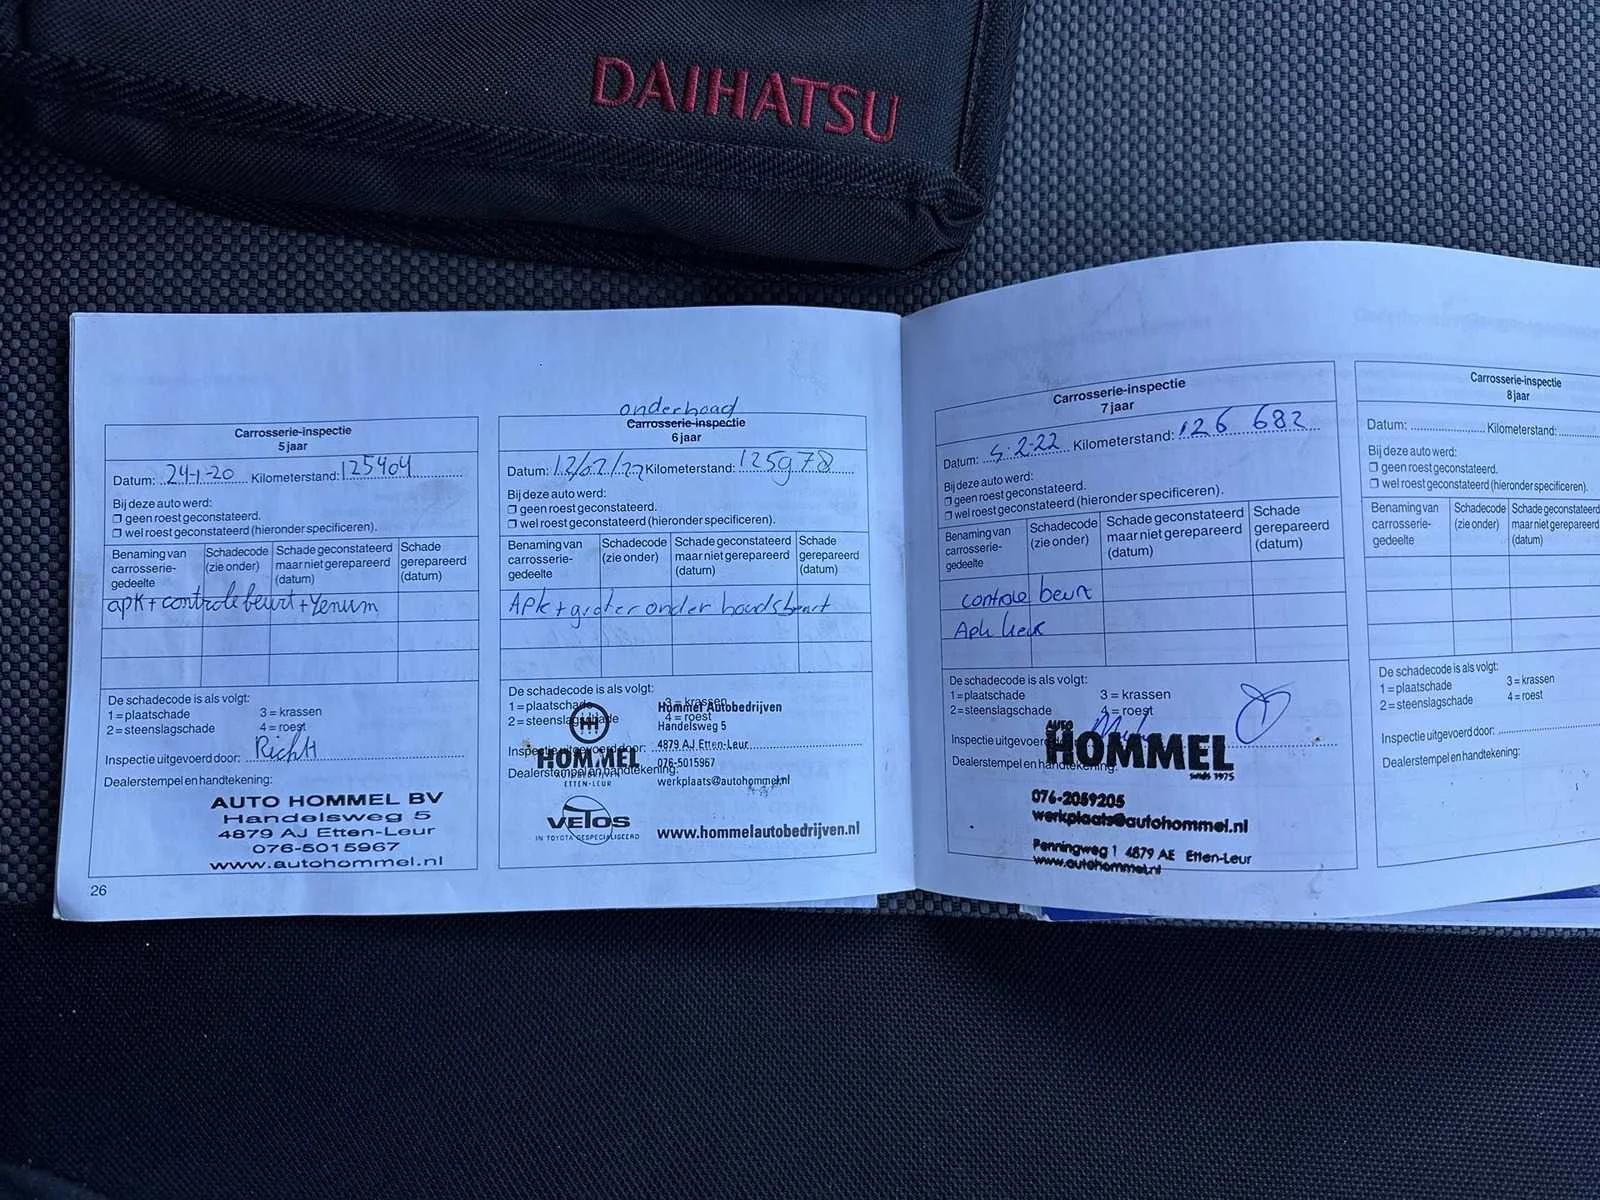 DAIHATSU
Carrosserie-inspectie
5 jaar
Datum: 24-1-20 Kilometerstand: 125404
Bij deze auto werd:
❒ geen roest geconstateerd.
❒ wel roest geconstateerd (hieronder specificeren).
Benaming van carrosserie-gedeelte
Schadecode (zie onder)
Schade geconstateerd maar niet gerepareerd (datum)
Schade gerepareerd (datum)
apk + controle beurt +
De schadecode is als volgt:
1 = plaatschade 3 = krassen
2 = steenslagschade 4 = roest
Inspectie uitgevoerd door:
Dealerstempel en handtekening:
AUTO HOMMEL BV
Handelsweg 5
4879 AJ Etten-Leur
076-5015967
www.autohommel.nl
26
onderhoud
Carrosserie-inspectie
6 jaar
Datum: Kilometerstand: 125978
Bij deze auto werd:
❒ geen roest geconstateerd.
❒ wel roest geconstateerd (hieronder specificeren).
Benaming van carrosserie-gedeelte
Schadecode (zie onder)
Schade geconstateerd maar niet gerepareerd (datum)
Schade gerepareerd (datum)
APK + groter onder houdsbeurt
De schadecode is als volgt:
1 = plaatschade 3 = krassen
2 = steenslagschade 4 = roest
Inspectie uitgevoerd door:
Dealerstempel en handtekening:
HOMMEL
ETTEN-LEUR
Hommel Autobedrijven
Handelsweg 5
4879 AJ Etten-Leur
076-5015967
werkplaats@autohommel.nl
VETOS
IN TOYOTA GESPECIALISEERD
www.hommelautobedrijven.nl
Carrosserie-inspectie
7 jaar
Datum: 5-2-22 Kilometerstand: 126 682
Bij deze auto werd:
❒ geen roest geconstateerd.
❒ wel roest geconstateerd (hieronder specificeren).
Benaming van carrosserie-gedeelte
Schadecode (zie onder)
Schade geconstateerd maar niet gerepareerd (datum)
Schade gerepareerd (datum)
controle beurt
Apk
De schadecode is als volgt:
1 = plaatschade 3 = krassen
2 = steenslagschade 4 = roest
Inspectie uitgevoerd
Dealerstempel en handtekening:
AUTO
HOMMEL
sinds 1975
076-2059205
werkplaats@autohommel.nl
Penningweg 1 4879 AE Etten-Leur
www.autohommel.nl
Carrosserie-inspectie
8 jaar
Datum: Kilometerstand:
Bij deze auto werd:
❒ geen roest geconstateerd.
❒ wel roest geconstateerd (hieronder specificeren).
Benaming van carrosserie-gedeelte
Schadecode (zie onder)
Schade geconstateerd maar niet gerepareerd (datum)
De schadecode is als volgt:
1 = plaatschade 3 = krassen
2 = steenslagschade 4 = roest
Inspectie uitgevoerd door:
Dealerstempel en handtekening: